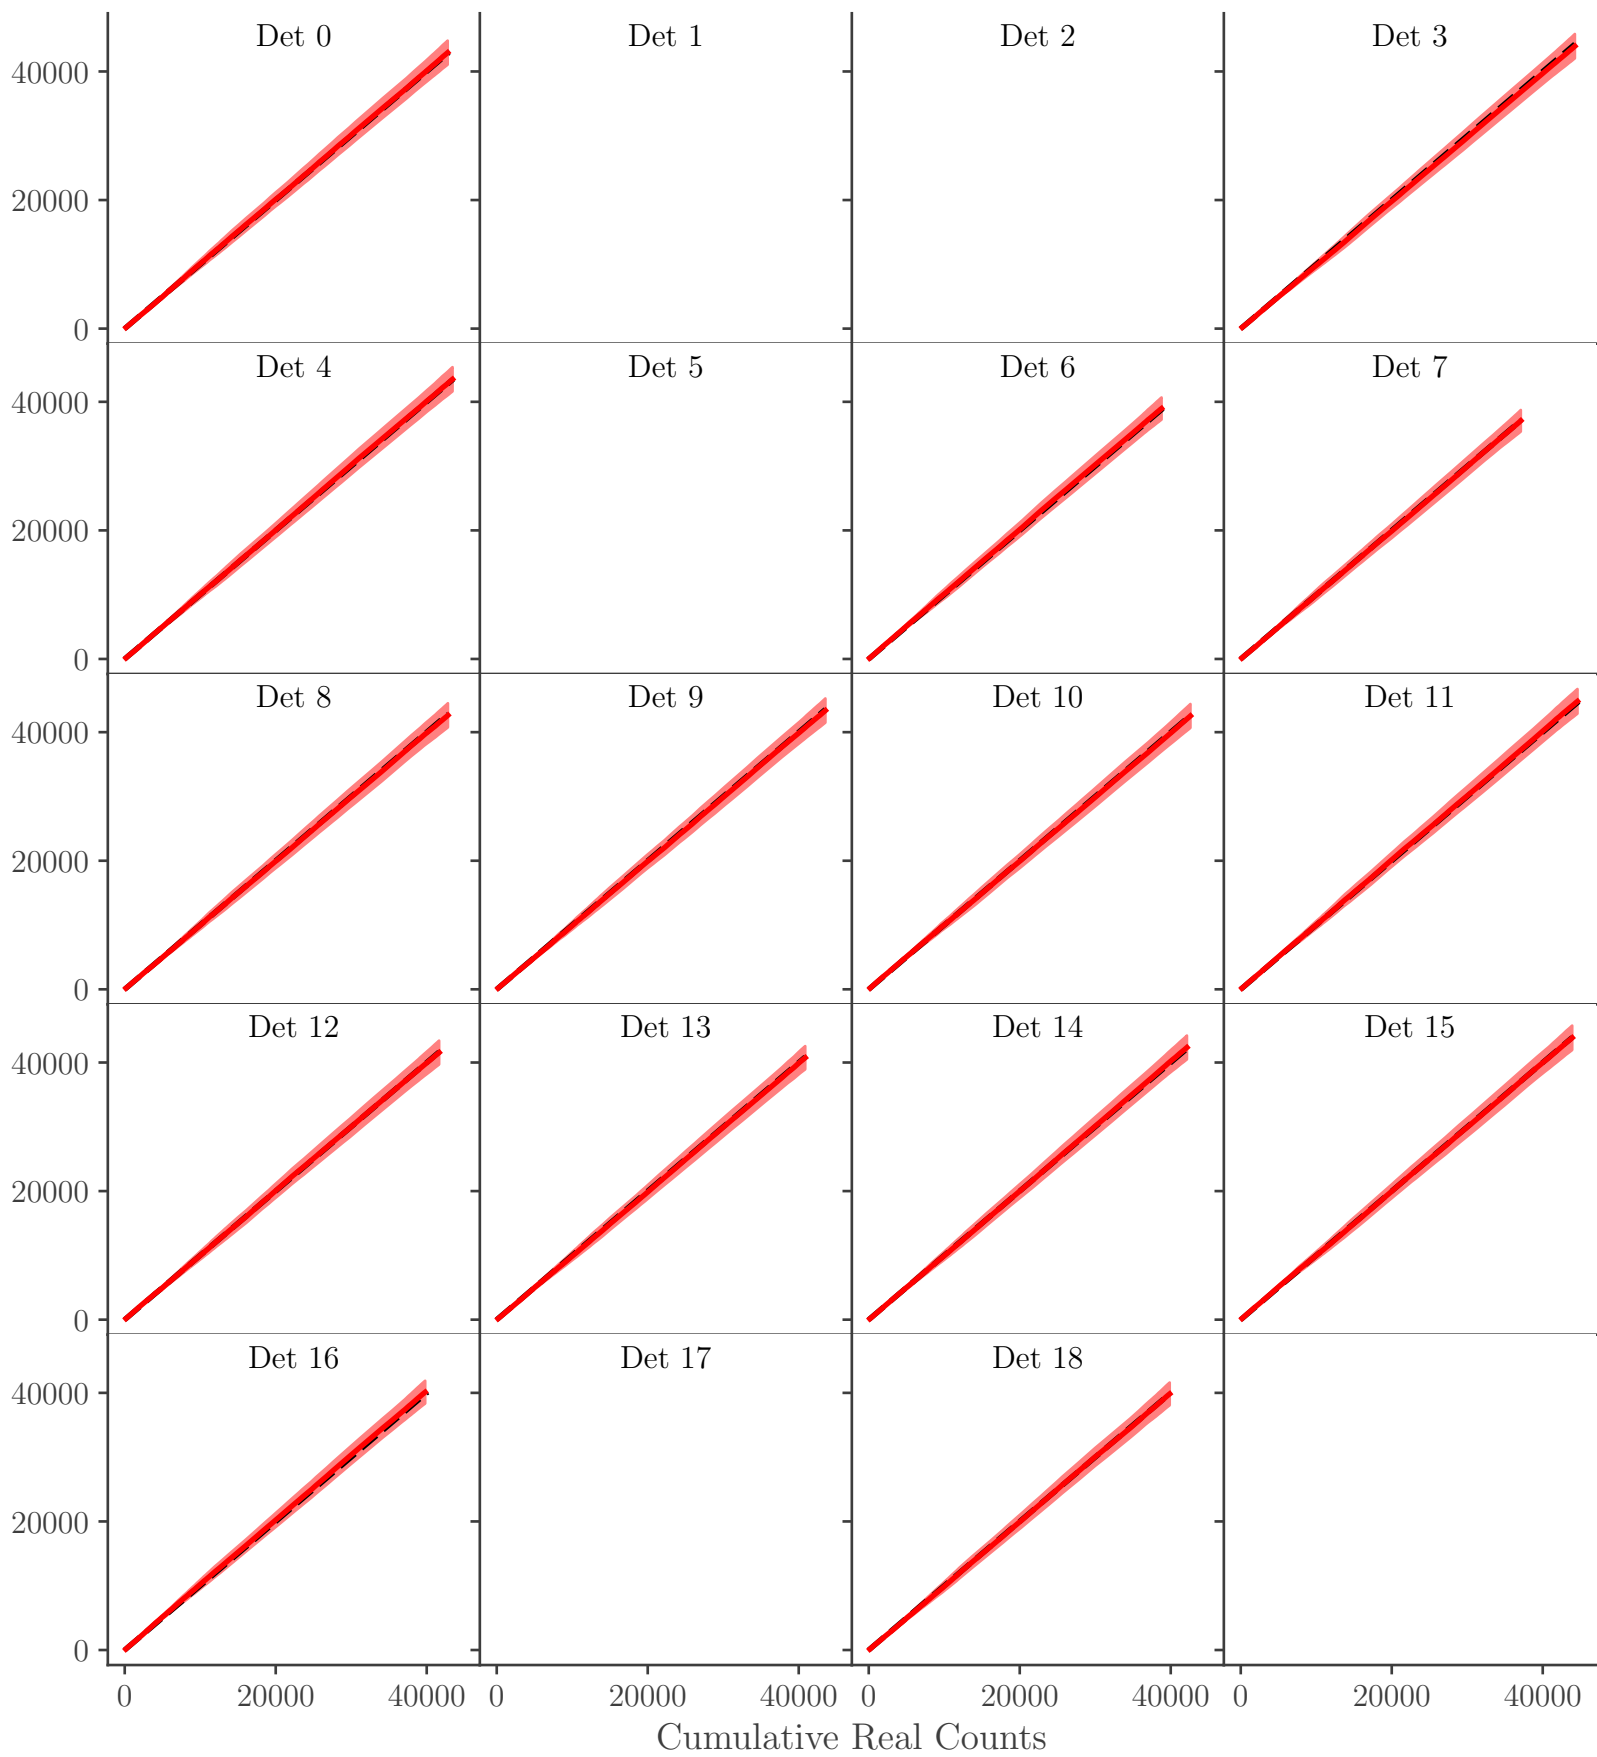 Det 0 Det 1 Det 2 Det 3
40000
20000
0
Det 4 Det 5 Det 6 Det 7
40000
20000
0
Det 8 Det 9 Det 10 Det 11
40000
20000
0
Det 12 Det 13 Det 14 Det 15
40000
20000
0
Det 16 Det 17 Det 18
40000
20000
0
0 20000 40000 0 20000 40000 0 20000 40000 0 20000 40000
Cumulative Real Counts